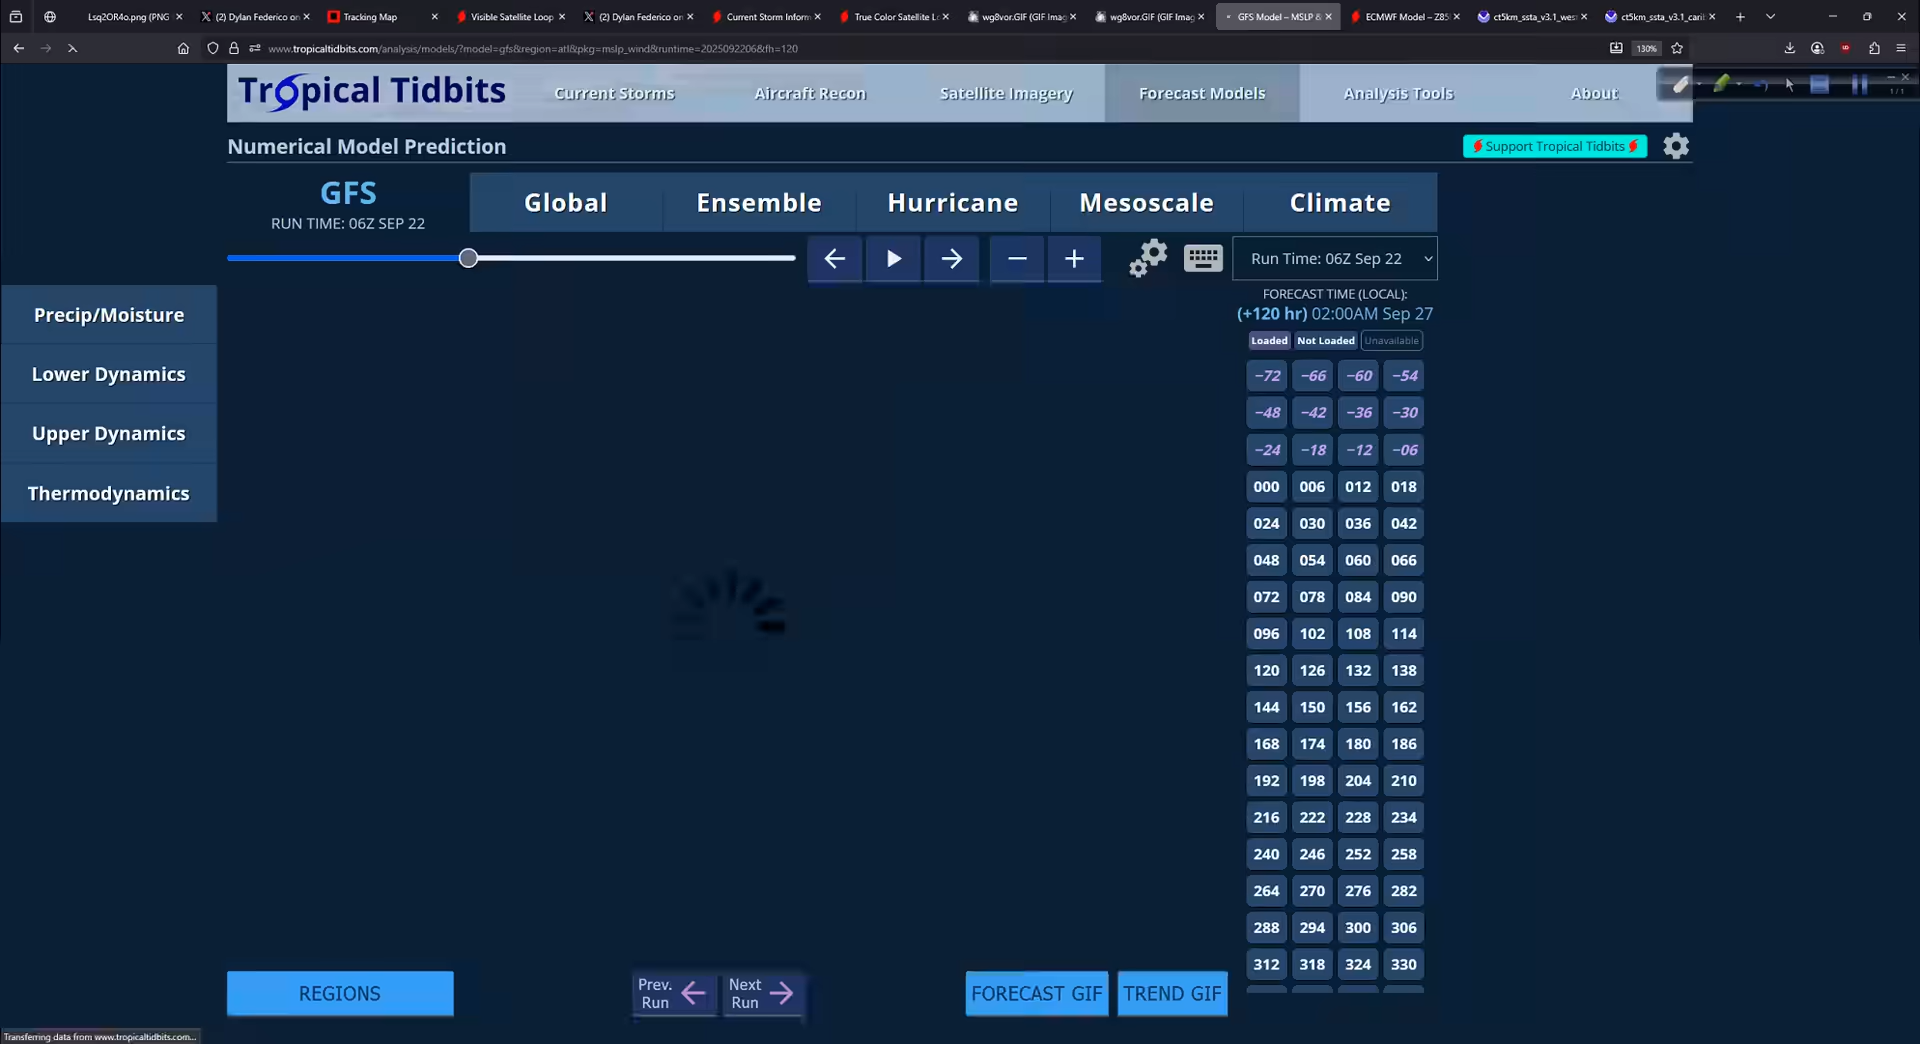 Lsq2OR4o.png (PNG
(2) Dylan Federico on
Tracking Map
Visible Satellite Loop
(2) Dylan Federico on
Current Storm Inform
True Color Satellite L
wg8vor.GIF (GIF Imag
wg8vor.GIF (GIF Imag
GFS Model – MSLP &
ECMWF Model – Z85
ct5km_ssta_v3.1_wes
ct5km_ssta_v3.1_cari
www.tropicaltidbits.com/analysis/models/?model=gfs&region=atl&pkg=mslp_wind&runtime=2025092206&fh=120
130%
Tropical Tidbits
Current Storms
Aircraft Recon
Satellite Imagery
Forecast Models
Analysis Tools
About
1/1
Numerical Model Prediction
Support Tropical Tidbits
GFS
RUN TIME: 06Z SEP 22
Global
Ensemble
Hurricane
Mesoscale
Climate
Run Time: 06Z Sep 22
Precip/Moisture
Lower Dynamics
Upper Dynamics
Thermodynamics
FORECAST TIME (LOCAL):
(+120 hr) 02:00AM Sep 27
Loaded Not Loaded Unavailable
−72 −66 −60 −54
−48 −42 −36 −30
−24 −18 −12 −06
000 006 012 018
024 030 036 042
048 054 060 066
072 078 084 090
096 102 108 114
120 126 132 138
144 150 156 162
168 174 180 186
192 198 204 210
216 222 228 234
240 246 252 258
264 270 276 282
288 294 300 306
312 318 324 330
REGIONS
Prev. Run
Next Run
FORECAST GIF
TREND GIF
Transferring data from www.tropicaltidbits.com...